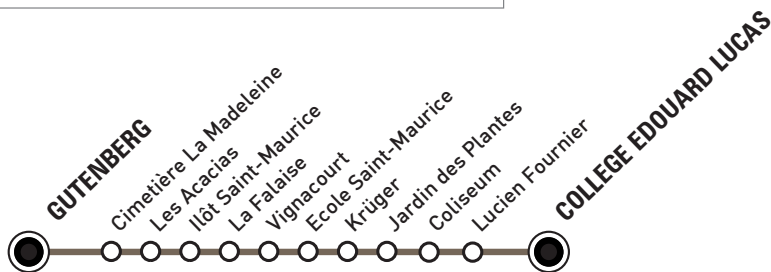 GUTENBERG
Cimetière La Madeleine
Les Acacias
Ilôt Saint-Maurice
La Falaise
Vignacourt
Ecole Saint-Maurice
Krüger
Jardin des Plantes
Coliseum
Lucien Fournier
COLLEGE EDOUARD LUCAS